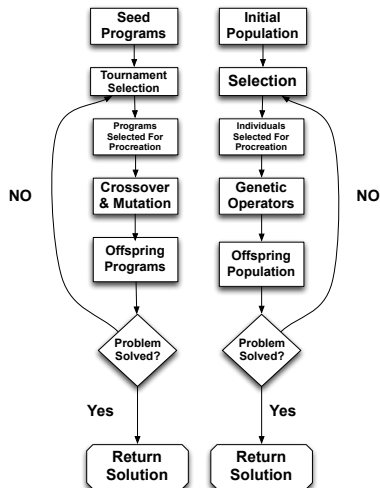 Seed
Programs
Tournament
Selection
Programs
Selected For
Procreation
Crossover
& Mutation
Offspring
Programs
Problem
Solved?
NO
Yes
Return
Solution
Initial
Population
Selection
Individuals
Selected For
Procreation
Genetic
Operators
Offspring
Population
Problem
Solved?
NO
Yes
Return
Solution